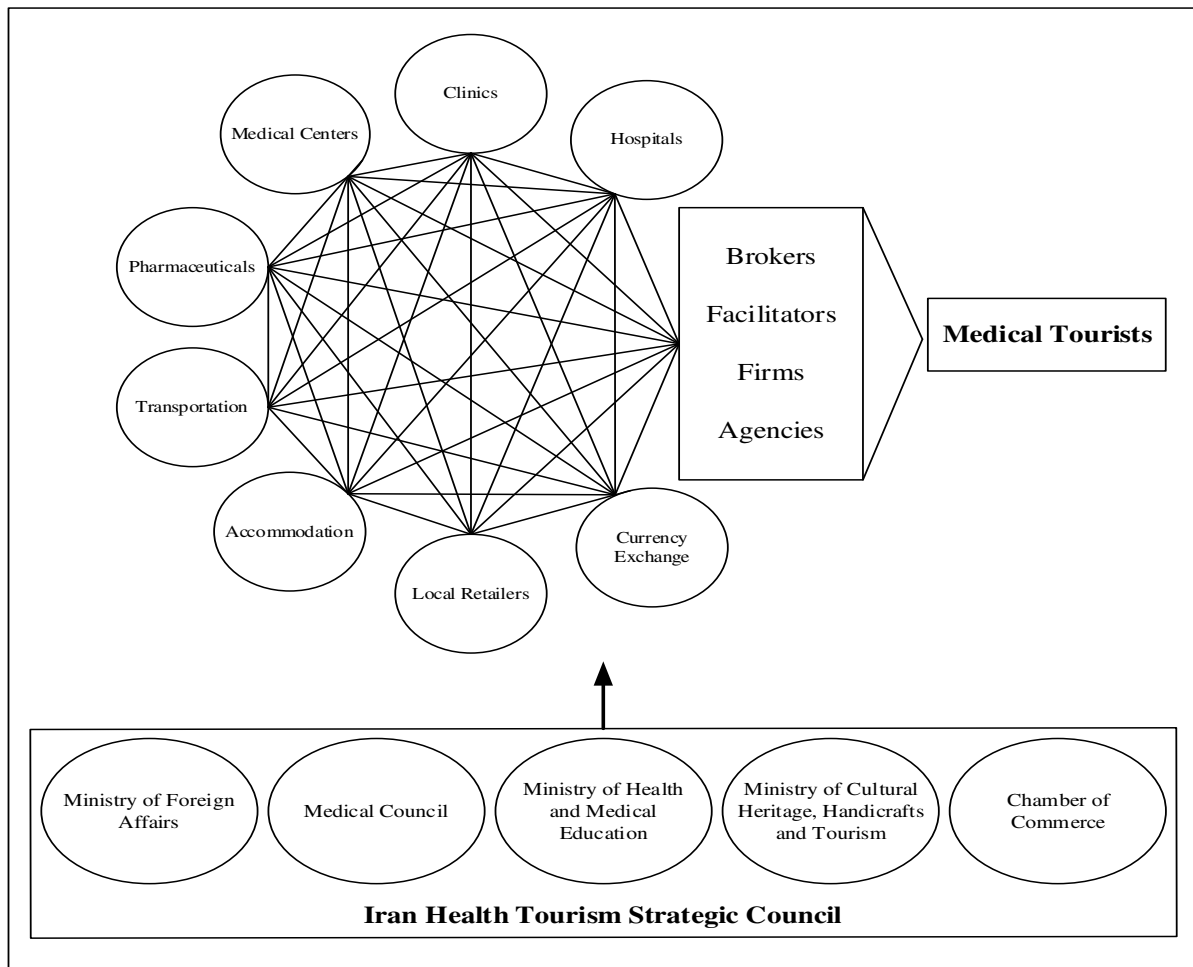 Clinics
Medical Centers
Hospitals
Pharmaceuticals
Brokers
Facilitators
Firms
Agencies
Medical Tourists
Transportation
Accommodation
Currency
Exchange
Local Retailers
Ministry of Foreign
Affairs
Medical Council
Ministry of Health
and Medical
Education
Ministry of Cultural
Heritage, Handicrafts
and Tourism
Chamber of
Commerce
Iran Health Tourism Strategic Council